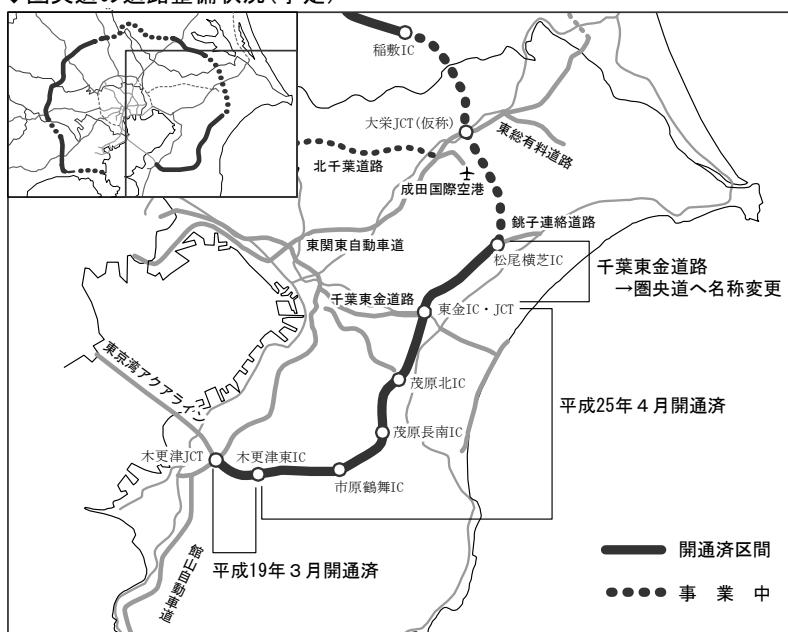 圏央道の道路整備状況(予定)
稲敷IC
大栄JCT(仮称)
東総有料道路
北千葉道路
成田国際空港
銚子連絡道路
東関東自動車道
松尾横芝IC
千葉東金道路
→圏央道へ名称変更
千葉東金道路
東金IC・JCT
東京湾アクアライン
茂原北IC
平成25年４月開通済
茂原長南IC
木更津JCT
木更津東IC
市原鶴舞IC
館山自動車道
平成19年３月開通済
開通済区間
事　業　中